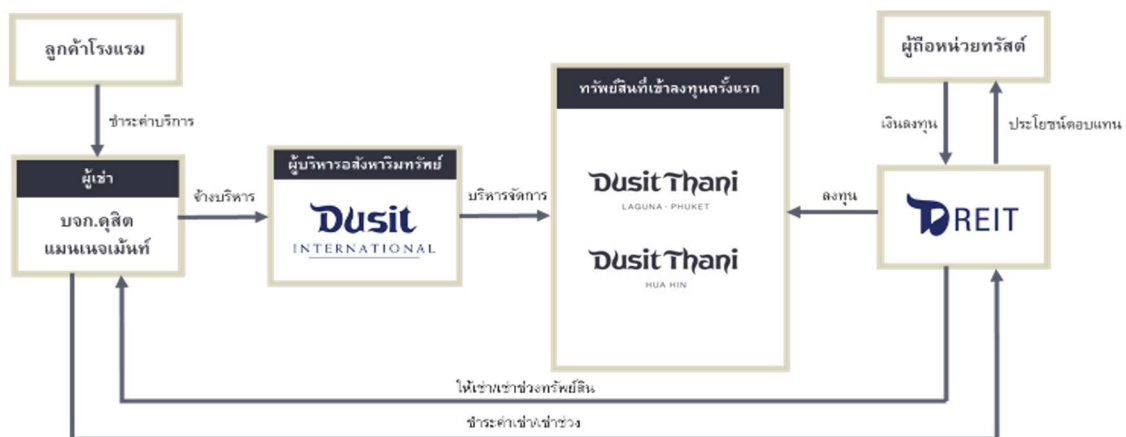 ลูกค้าโรงแรม
ผู้ถือหน่วยทรัสต์
ทรัพย์สินที่เข้าลงทุนครั้งแรก
ชำระค่าบริการ
เงินลงทุน
ประโยชน์ตอบแทน
ผู้เช่า
บจก.ดุสิต
แมนเนจเม้นท์
จ้างบริหาร
ผู้บริหารอสังหาริมทรัพย์
Dusit
INTERNATIONAL
บริหารจัดการ
Dusit Thani
LAGUNA · PHUKET
Dusit Thani
HUA HIN
ลงทุน
DREIT
ให้เช่า/เช่าช่วงทรัพย์สิน
ชำระค่าเช่า/เช่าช่วง